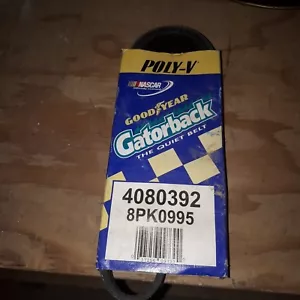 POLY-V
NASCAR
GOODYEAR
Gatorback
THE QUIET BELT
4080392
8PK0995